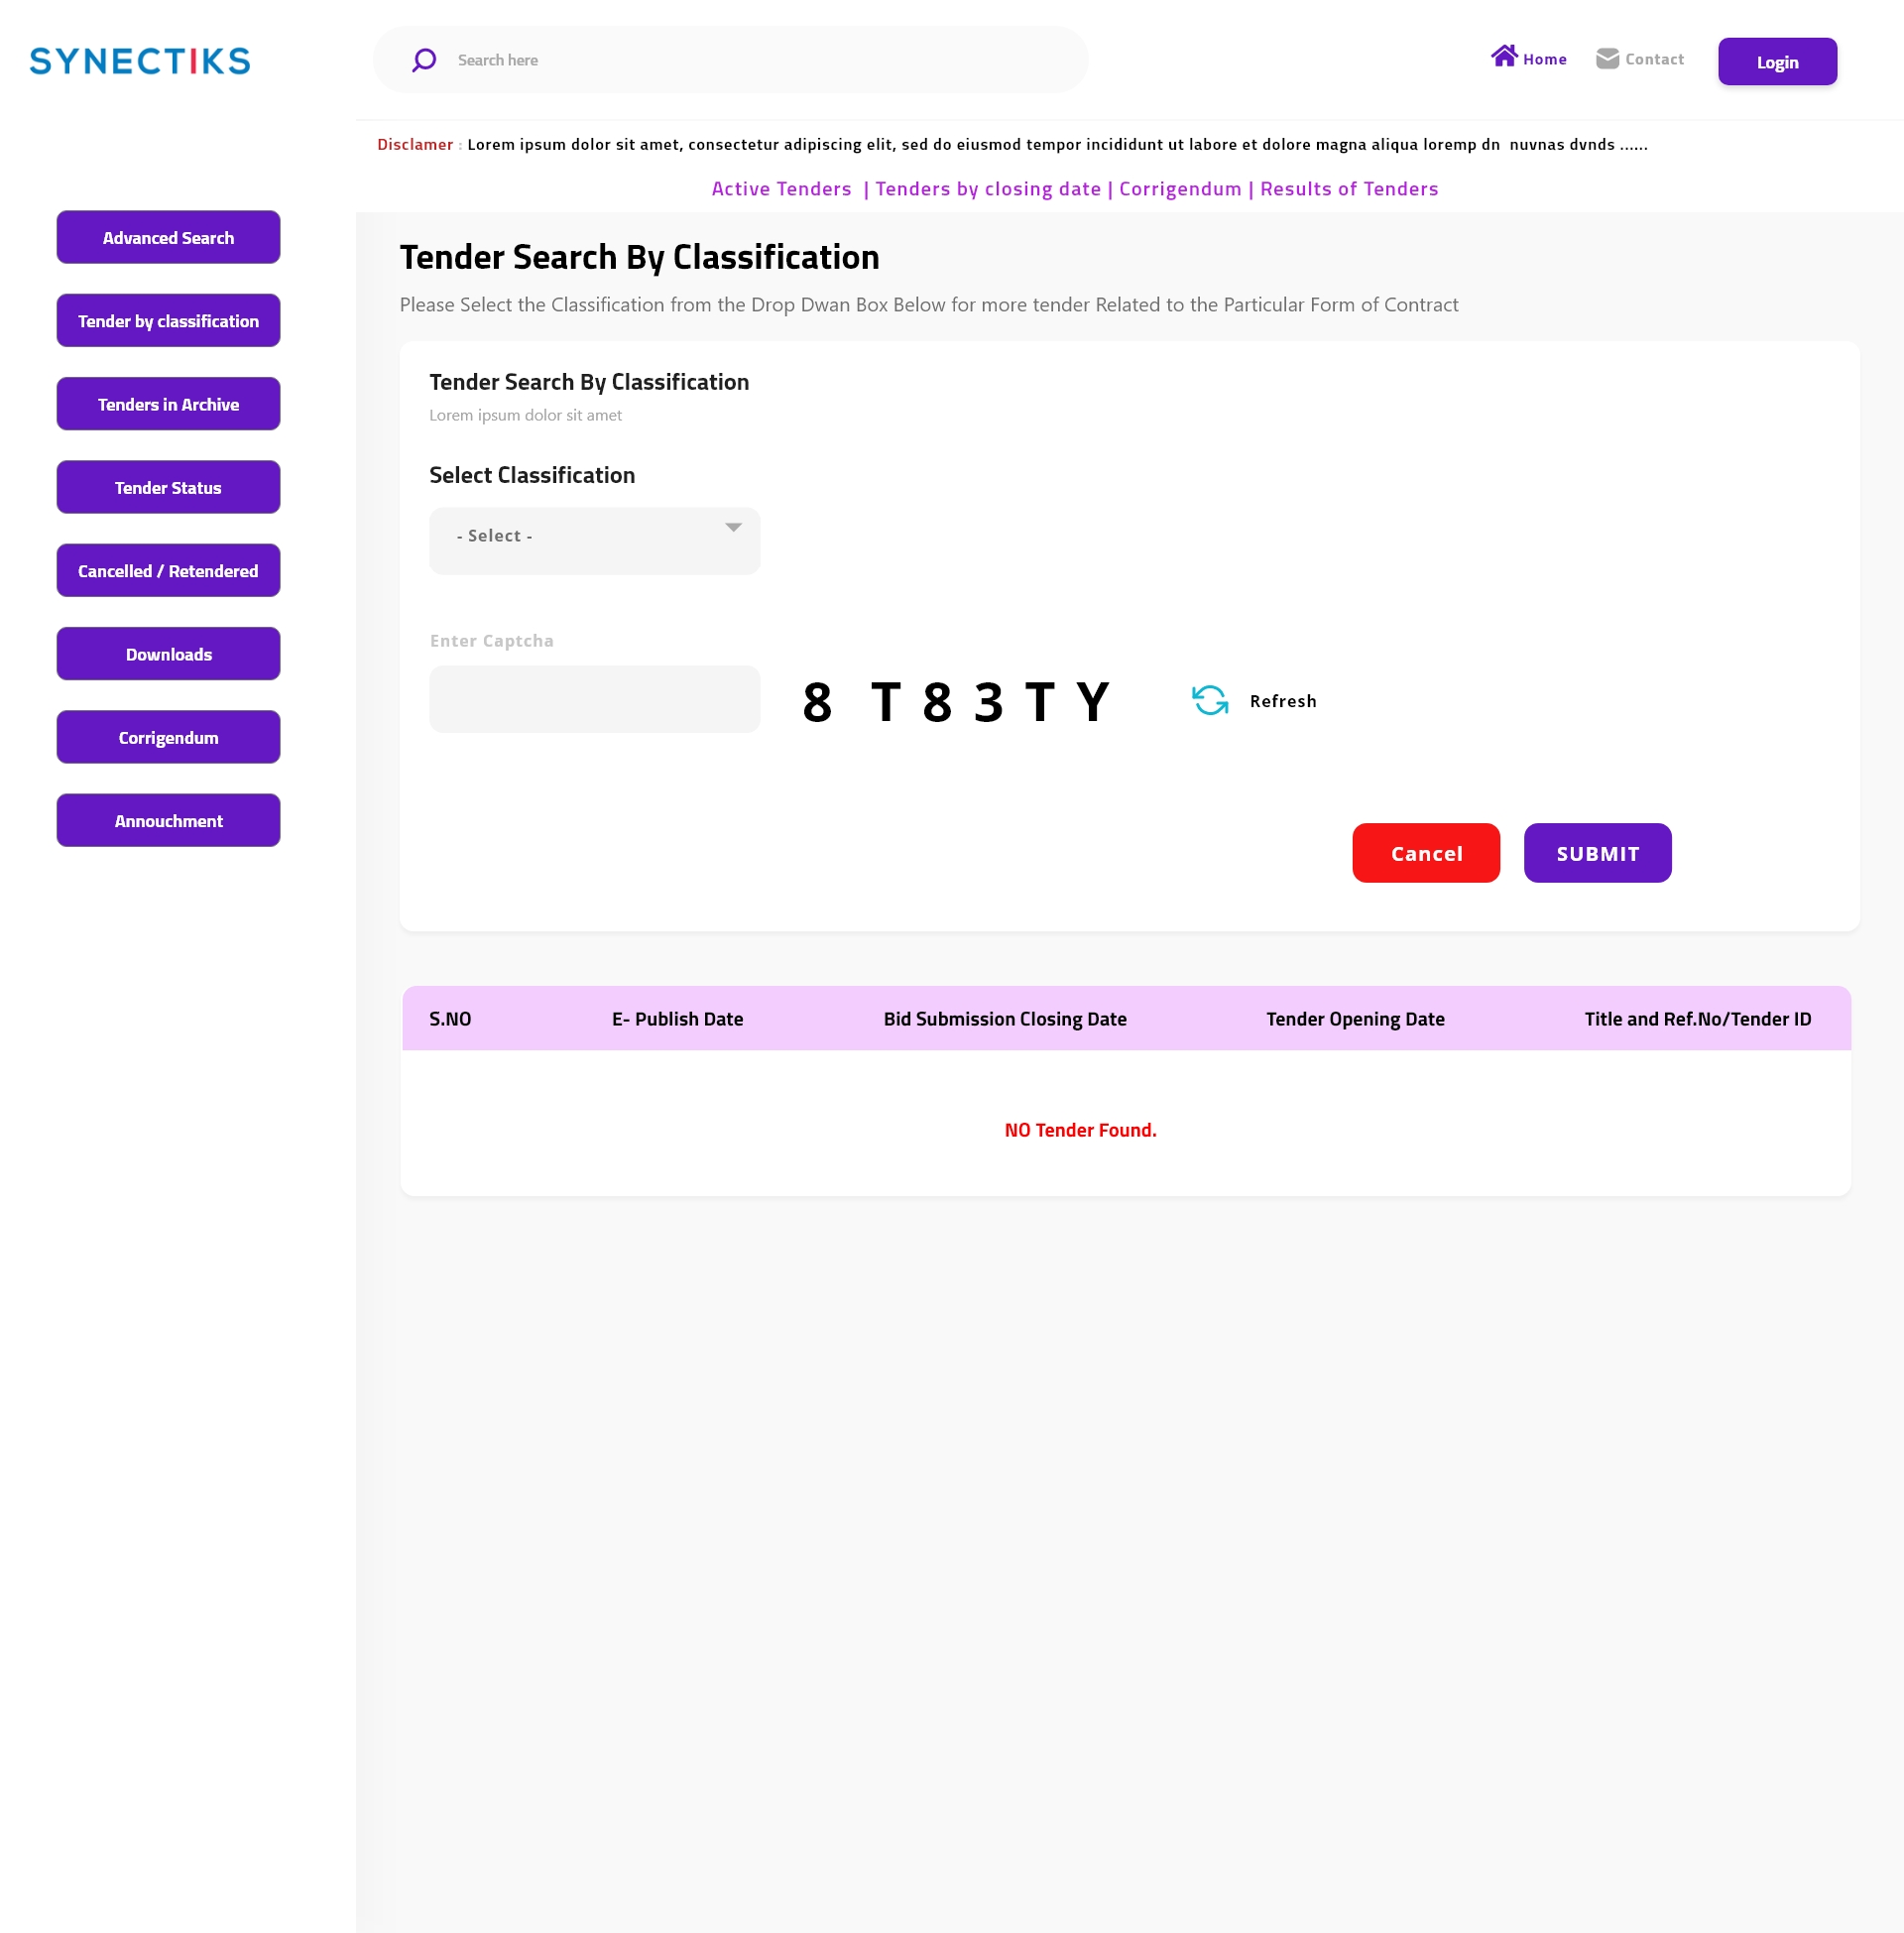 SYNECTIKS
Search here
Home
Contact
Login
Disclamer : Lorem ipsum dolor sit amet, consectetur adipiscing elit, sed do eiusmod tempor incididunt ut labore et dolore magna aliqua loremp dn  nuvnas dvnds ......
Active Tenders  | Tenders by closing date | Corrigendum | Results of Tenders
Advanced Search
Tender by classification
Tenders in Archive
Tender Status
Cancelled / Retendered
Downloads
Corrigendum
Annouchment
Tender Search By Classification
Please Select the Classification from the Drop Dwan Box Below for more tender Related to the Particular Form of Contract
Tender Search By Classification
Lorem ipsum dolor sit amet
Select Classification
- Select -
Enter Captcha
8 T 8 3 T Y
Refresh
Cancel
SUBMIT
S.NO
E- Publish Date
Bid Submission Closing Date
Tender Opening Date
Title and Ref.No/Tender ID
NO Tender Found.